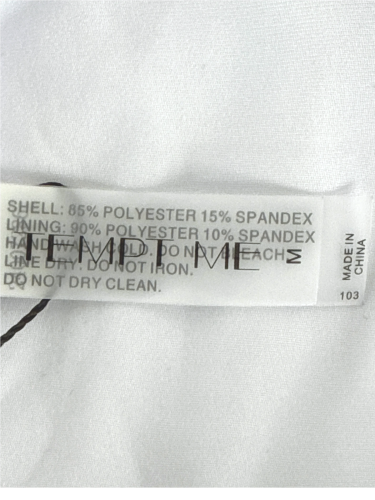 SHELL: 85% POLYESTER 15% SPANDEX
LINING: 90% POLYESTER 10% SPANDEX
HAND WASH COLD. DO NOT BLEACH
LINE DRY. DO NOT IRON.
DO NOT DRY CLEAN.
TEMPT ME
M
MADE IN
CHINA
103